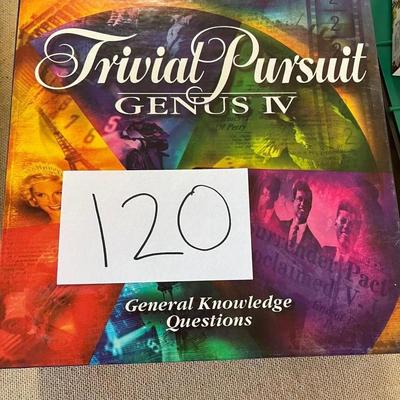 Trivial Pursuit
GENUS IV
120
General Knowledge
Questions